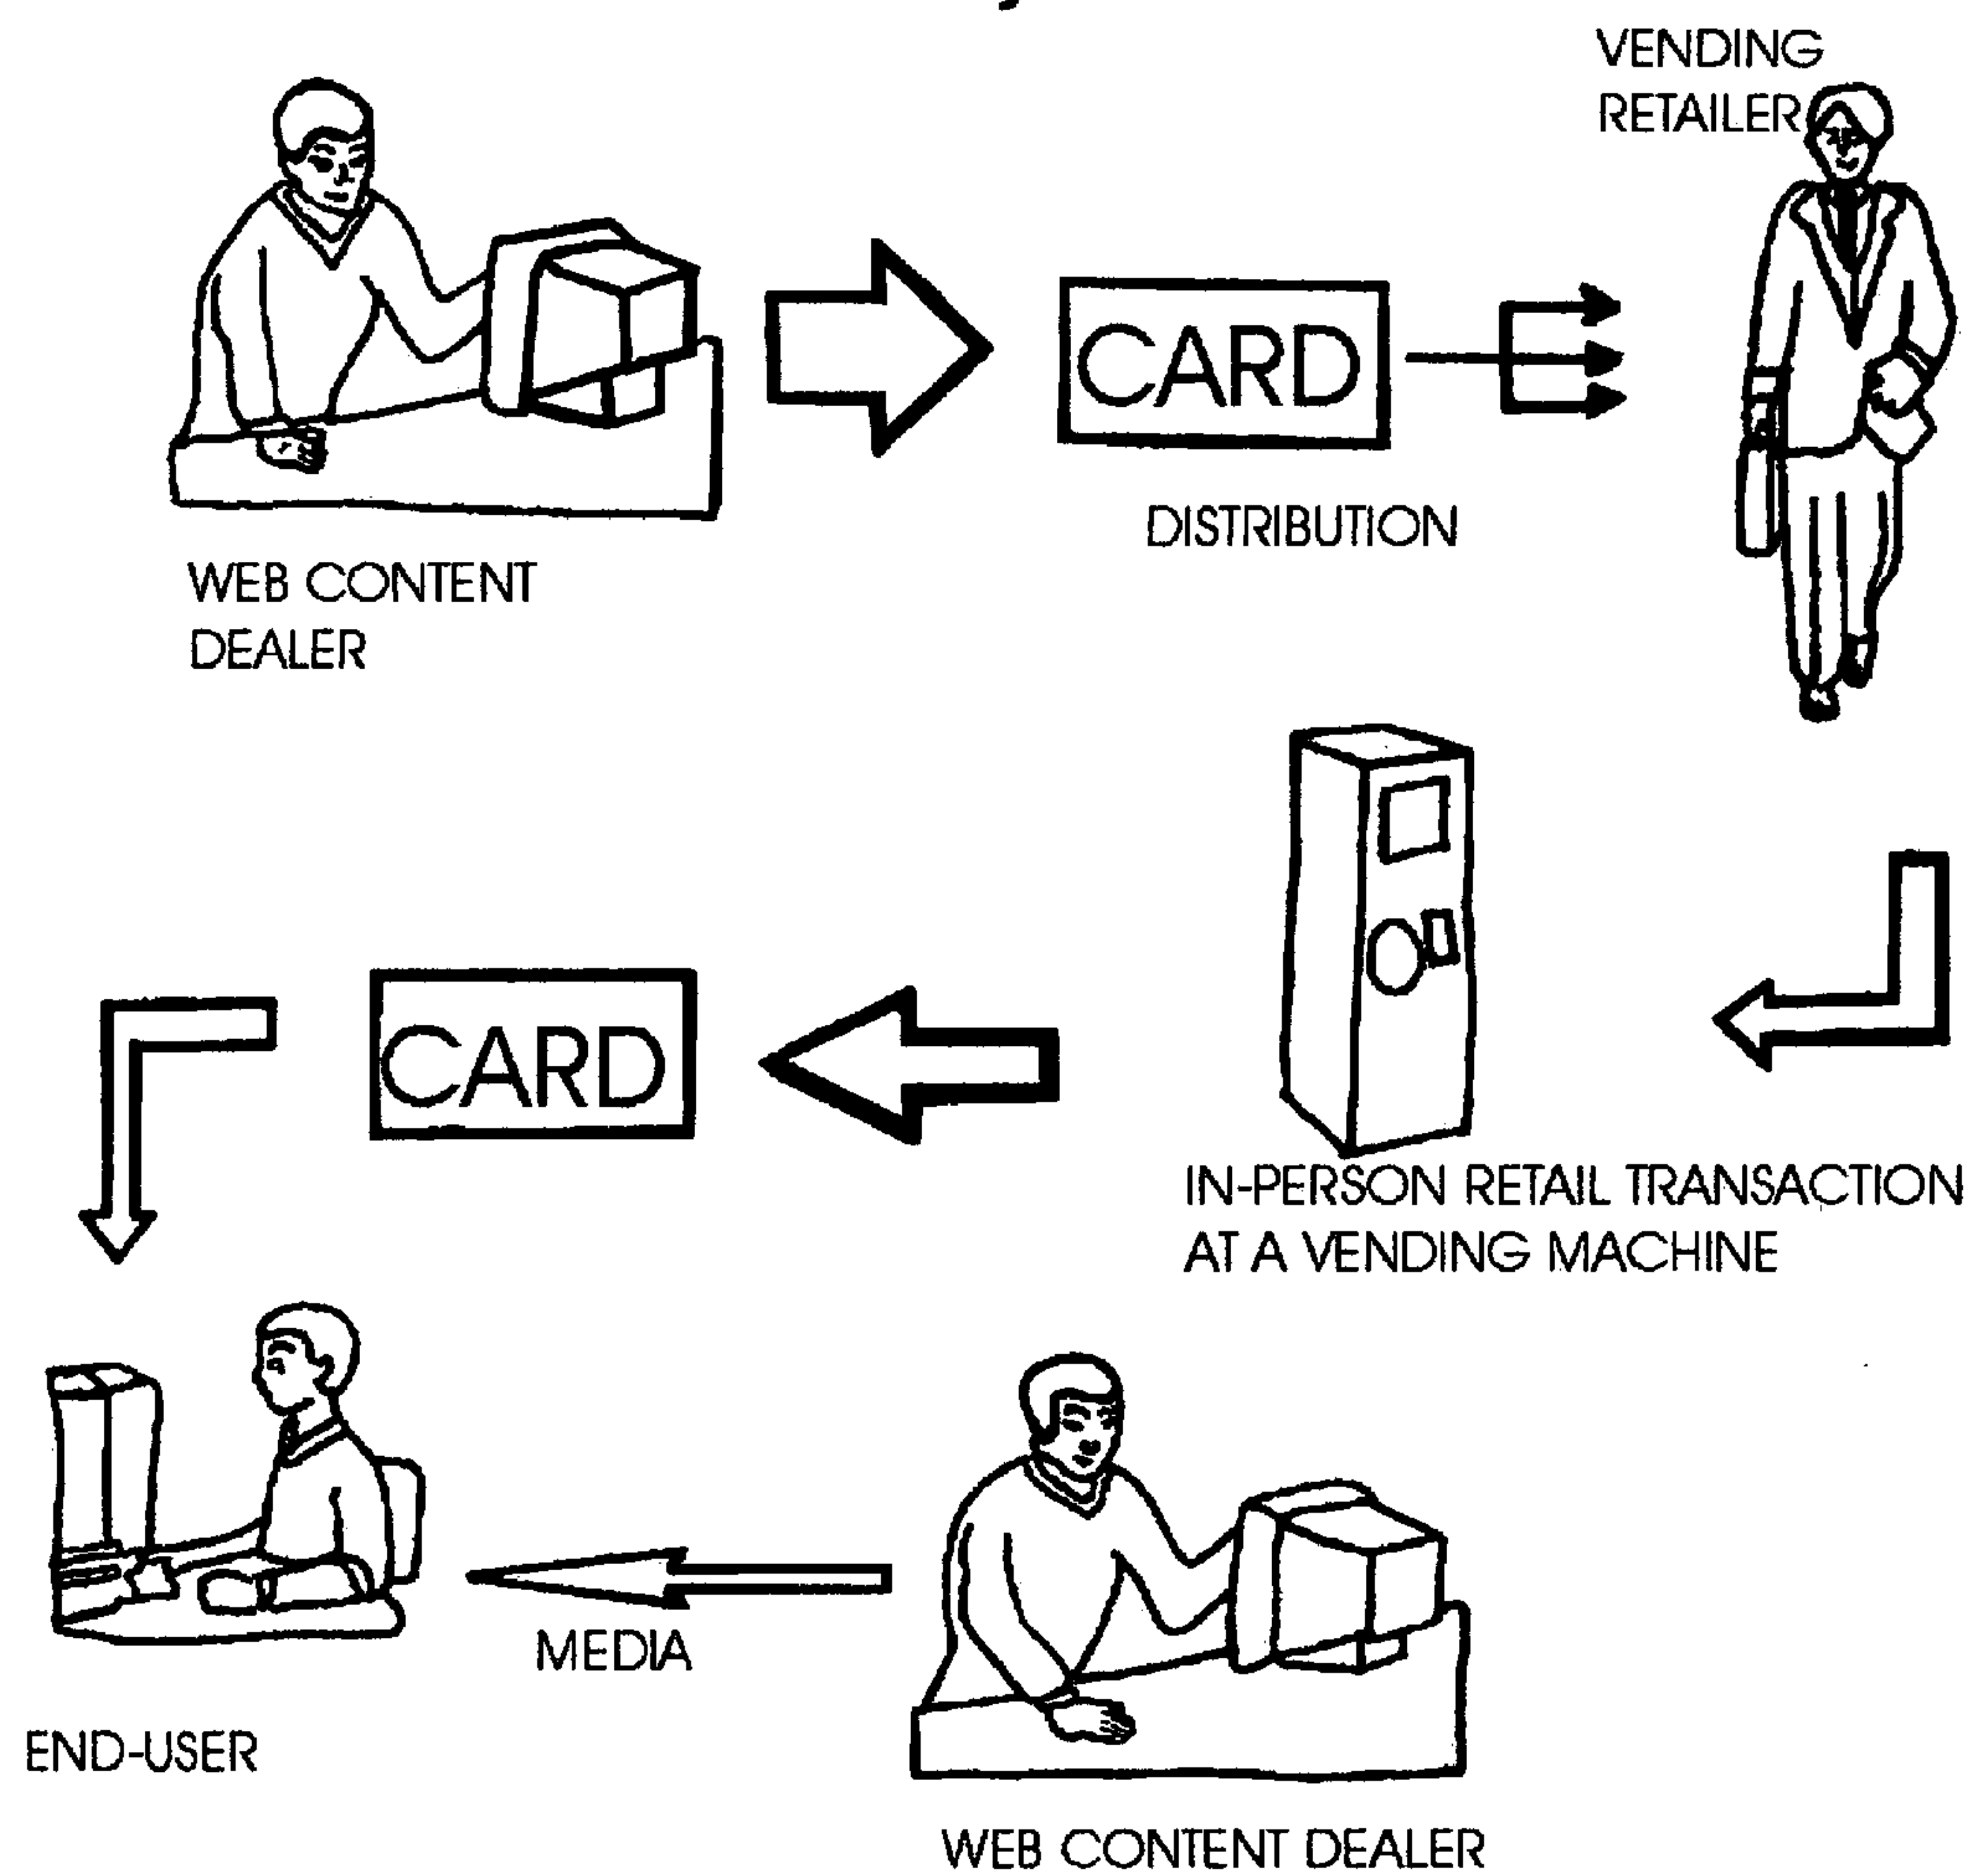 VENDING
RETAILER
CARD
DISTRIBUTION
WEB CONTENT
DEALER
CARD
IN-PERSON RETAIL TRANSACTION
AT A VENDING MACHINE
MEDIA
END-USER
WEB CONTENT DEALER